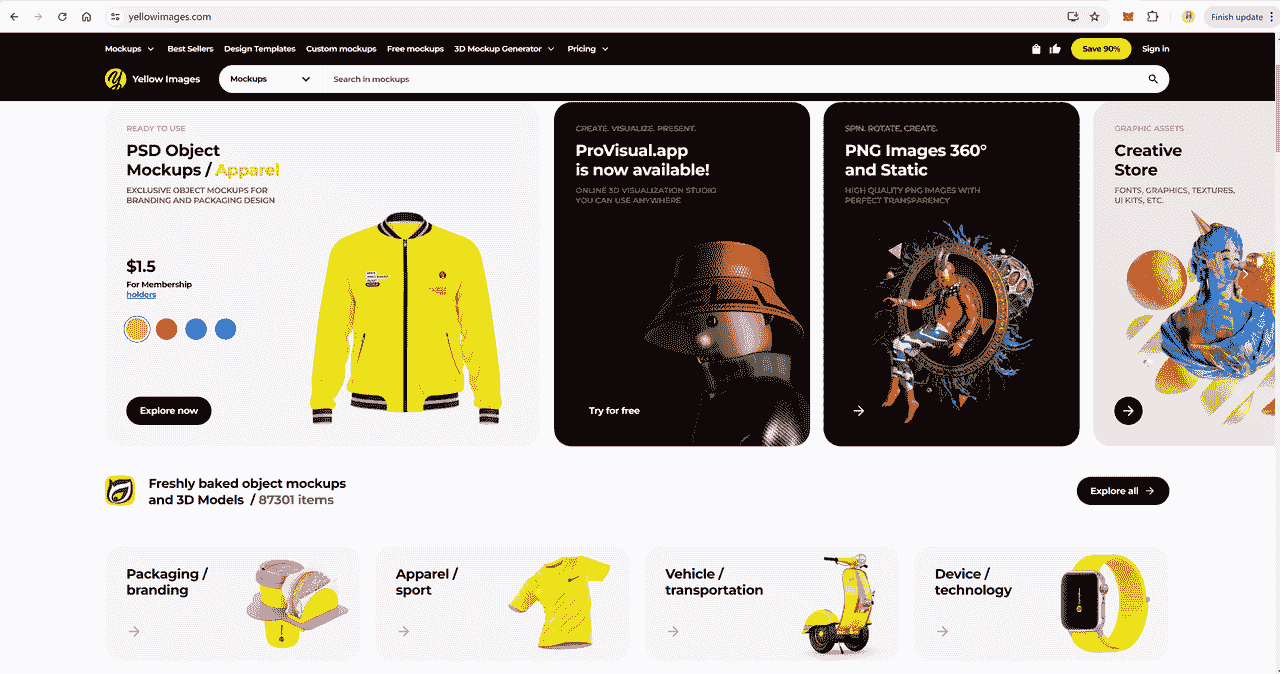 yellowimages.com
Finish update
Mockups
Best Sellers
Design Templates
Custom mockups
Free mockups
3D Mockup Generator
Pricing
Save 90%
Sign in
Yellow Images
Mockups
Search in mockups
READY TO USE
PSD Object
Mockups / Apparel
EXCLUSIVE OBJECT MOCKUPS FOR
BRANDING AND PACKAGING DESIGN
$1.5
For Membership
holders
Explore now
CREATE. VISUALIZE. PRESENT.
ProVisual.app
is now available!
ONLINE 3D VISUALIZATION STUDIO
YOU CAN USE ANYWHERE
Try for free
SPIN. ROTATE. CREATE.
PNG Images 360°
and Static
HIGH QUALITY PNG IMAGES WITH
PERFECT TRANSPARENCY
GRAPHIC ASSETS
Creative
Store
FONTS, GRAPHICS, TEXTURES,
UI KITS, ETC.
Freshly baked object mockups
and 3D Models / 87301 items
Explore all
Packaging /
branding
Apparel /
sport
Vehicle /
transportation
Device /
technology